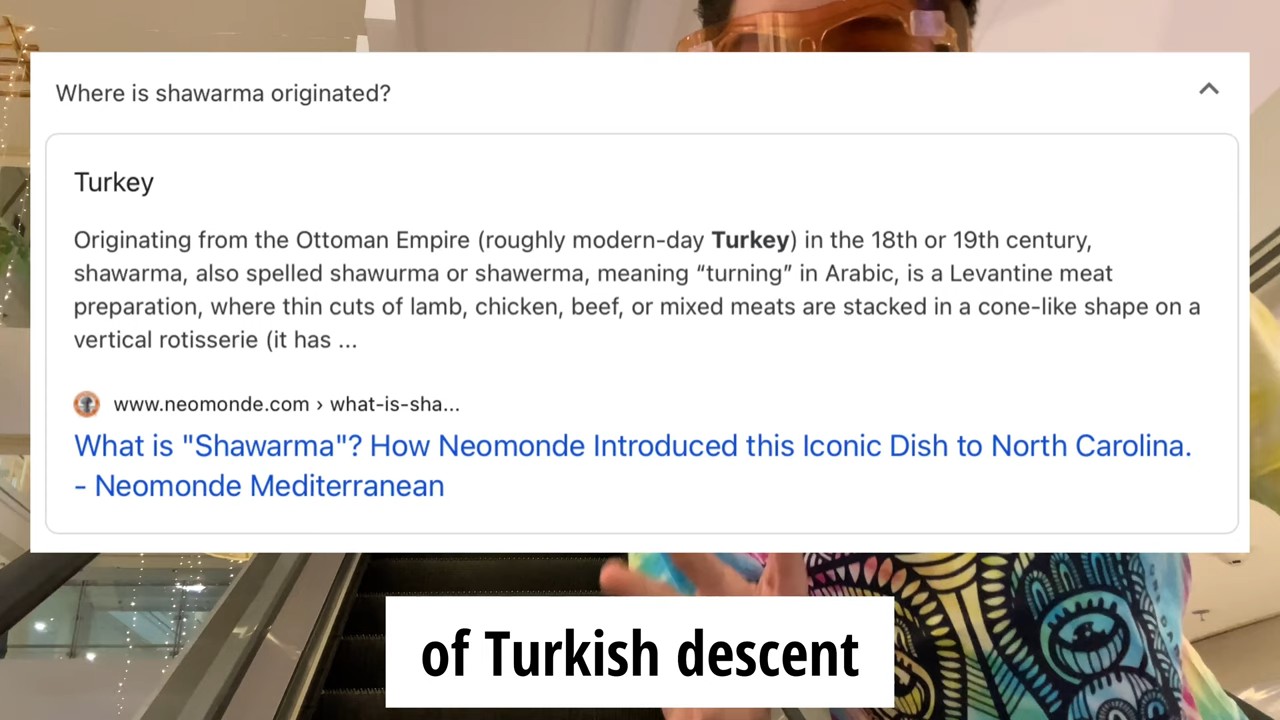 Where is shawarma originated?
Turkey
Originating from the Ottoman Empire (roughly modern-day Turkey) in the 18th or 19th century,
shawarma, also spelled shawurma or shawerma, meaning “turning” in Arabic, is a Levantine meat
preparation, where thin cuts of lamb, chicken, beef, or mixed meats are stacked in a cone-like shape on a
vertical rotisserie (it has ...
www.neomonde.com › what-is-sha...
What is "Shawarma"? How Neomonde Introduced this Iconic Dish to North Carolina.
- Neomonde Mediterranean
of Turkish descent